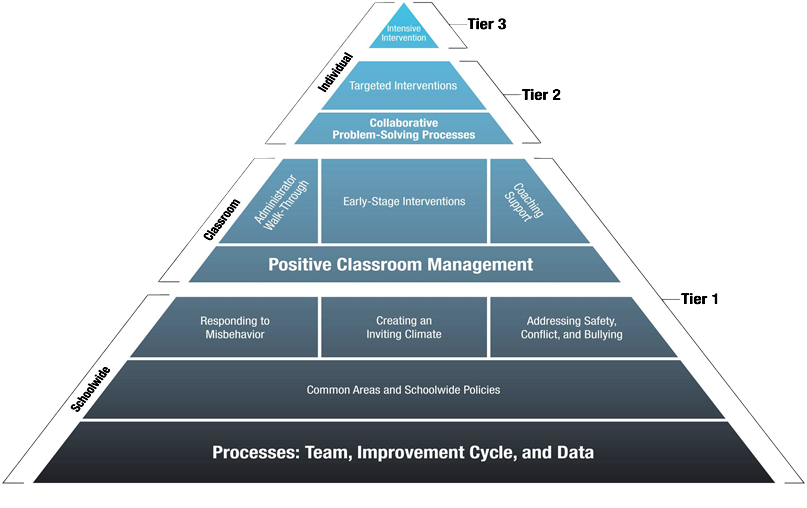 Intensive
Intervention
Tier 3
Individual
Targeted Interventions
Tier 2
Collaborative
Problem-Solving Processes
Classroom
Administrator
Walk-Through
Early-Stage Interventions
Coaching
Support
Positive Classroom Management
Tier 1
Schoolwide
Responding to
Misbehavior
Creating an
Inviting Climate
Addressing Safety,
Conflict, and Bullying
Common Areas and Schoolwide Policies
Processes: Team, Improvement Cycle, and Data